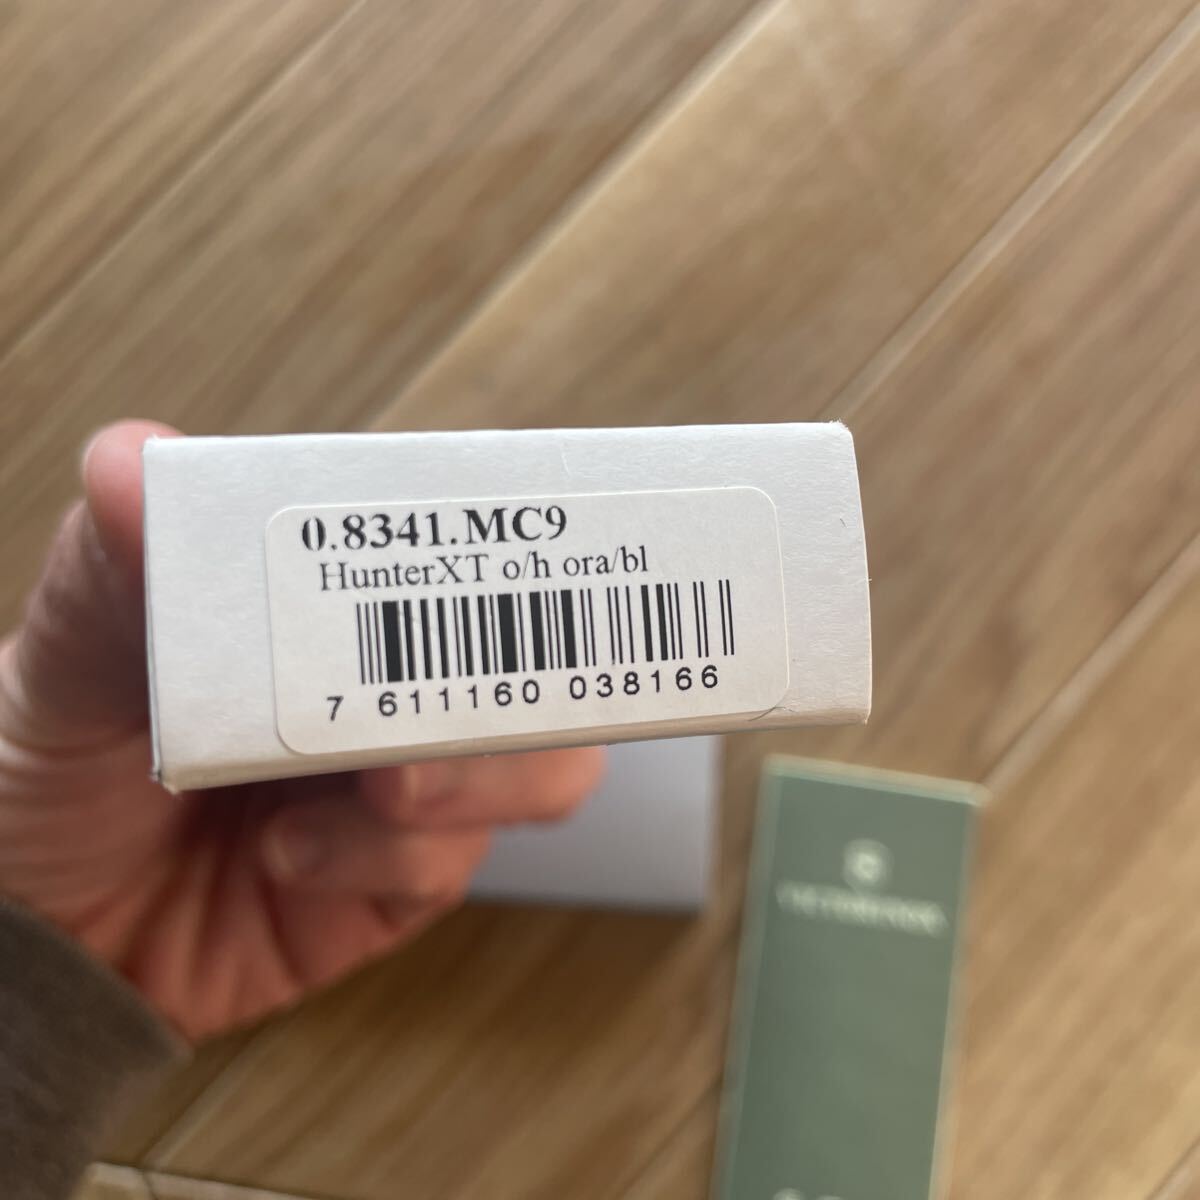 0.8341.MC9
HunterXT o/h ora/bl
7 611160 038166